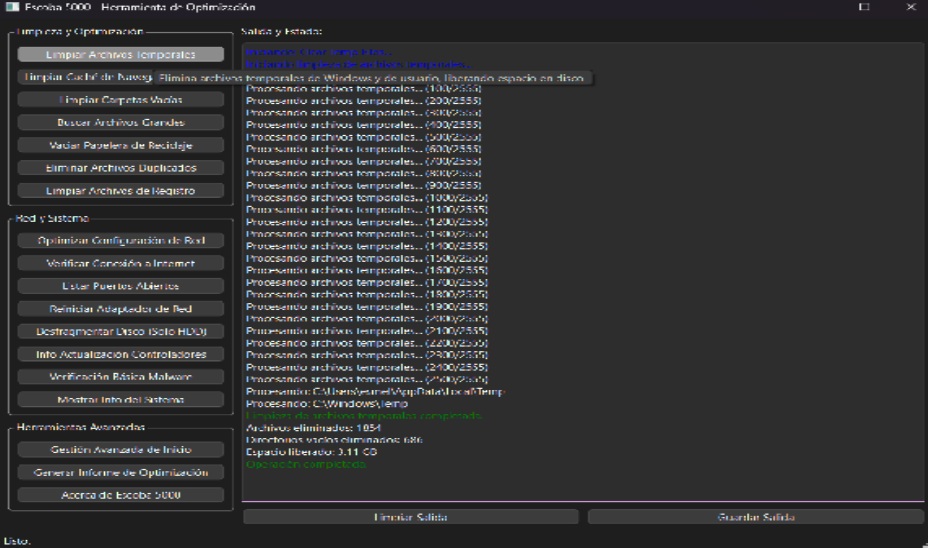 Escoba 5000 - Herramienta de Optimización
Limpieza y Optimización
Limpiar Archivos Temporales
Limpiar Caché de Naveg
Limpiar Carpetas Vacías
Buscar Archivos Grandes
Vaciar Papelera de Reciclaje
Eliminar Archivos Duplicados
Limpiar Archivos de Registro
Red y Sistema
Optimizar Configuración de Red
Verificar Conexión a Internet
Listar Puertos Abiertos
Reiniciar Adaptador de Red
Desfragmentar Disco (Solo HDD)
Info Actualización Controladores
Verificación Básica Malware
Mostrar Info del Sistema
Herramientas Avanzadas
Gestión Avanzada de Inicio
Generar Informe de Optimización
Acerca de Escoba 5000
Salida y Estado:
Elimina archivos temporales de Windows y de usuario, liberando espacio en disco.
Procesando archivos temporales... (100/2555)
Procesando archivos temporales... (200/2555)
Procesando archivos temporales... (300/2555)
Procesando archivos temporales... (400/2555)
Procesando archivos temporales... (500/2555)
Procesando archivos temporales... (600/2555)
Procesando archivos temporales... (700/2555)
Procesando archivos temporales... (800/2555)
Procesando archivos temporales... (900/2555)
Procesando archivos temporales... (1000/2555)
Procesando archivos temporales... (1100/2555)
Procesando archivos temporales... (1200/2555)
Procesando archivos temporales... (1300/2555)
Procesando archivos temporales... (1400/2555)
Procesando archivos temporales... (1500/2555)
Procesando archivos temporales... (1600/2555)
Procesando archivos temporales... (1700/2555)
Procesando archivos temporales... (1800/2555)
Procesando archivos temporales... (1900/2555)
Procesando archivos temporales... (2000/2555)
Procesando archivos temporales... (2100/2555)
Procesando archivos temporales... (2200/2555)
Procesando archivos temporales... (2300/2555)
Procesando archivos temporales... (2400/2555)
Procesando archivos temporales... (2500/2555)
Procesando: C:\Windows\Temp
Limpieza de archivos temporales completada.
Archivos eliminados: 1854
Directorios vacíos eliminados: 686
Espacio liberado: 3.11 GB
Operación completada.
Limpiar Salida
Guardar Salida
Listo.